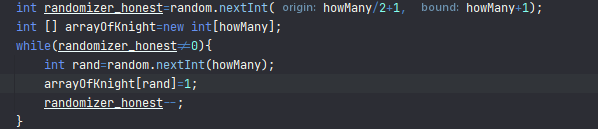 int randomizer_honest=random.nextInt( origin: howMany/2+1, bound: howMany+1);
int [] arrayOfKnight=new int[howMany];
while(randomizer_honest≠0){
int rand=random.nextInt(howMany);
arrayOfKnight[rand]=1;
randomizer_honest--;
}